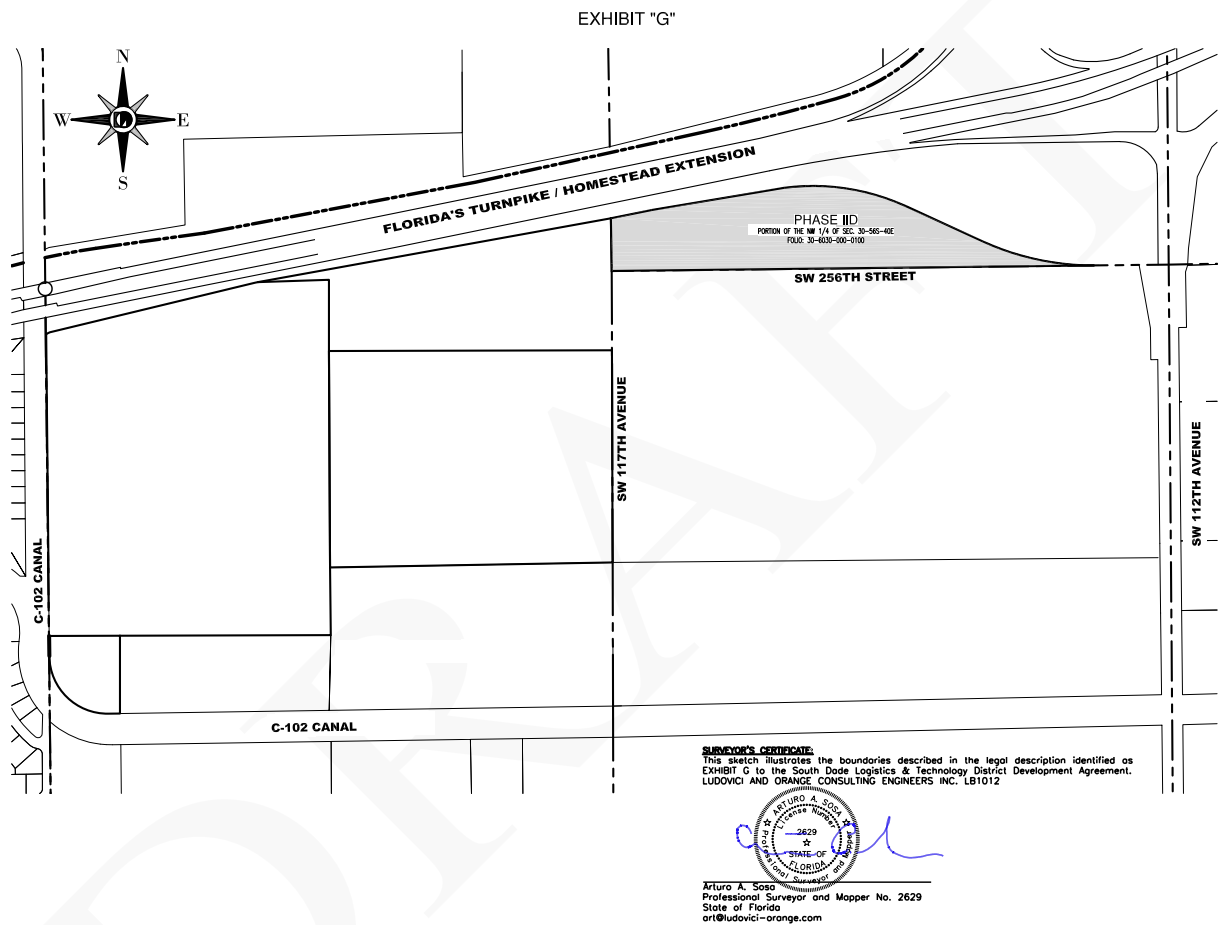 EXHIBIT "G"
N
W
E
S
FLORIDA'S TURNPIKE / HOMESTEAD EXTENSION
PHASE IID
PORTION OF THE NW 1/4 OF SEC. 30-56S-40E
FOLIO: 30-6030-000-0100
SW 256TH STREET
SW 117TH AVENUE
SW 112TH AVENUE
C-102 CANAL
C-102 CANAL
SURVEYOR'S CERTIFICATE:
This sketch illustrates the boundaries described in the legal description identified as
EXHIBIT G to the South Dade Logistics & Technology District Development Agreement.
LUDOVICI AND ORANGE CONSULTING ENGINEERS INC. LB1012
ARTURO A. SOSA
License Number
2629
STATE OF
FLORIDA
Professional Surveyor and Mapper
Arturo A. Sosa
Professional Surveyor and Mapper No. 2629
State of Florida
art@ludovici-orange.com
DRAFT